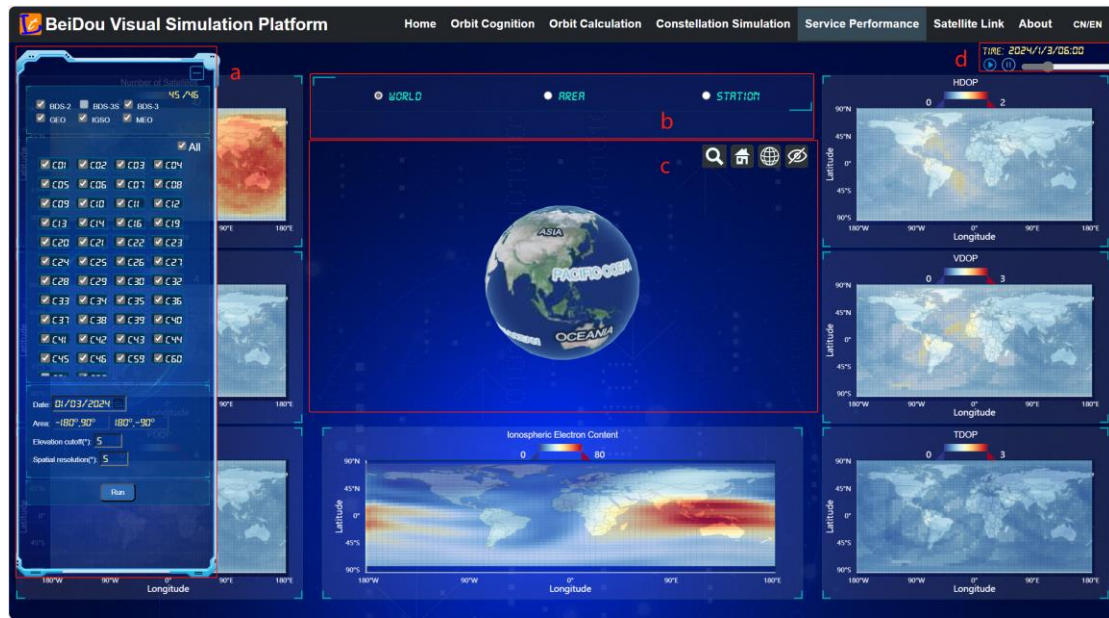 BeiDou Visual Simulation Platform
Home Orbit Cognition Orbit Calculation Constellation Simulation Service Performance Satellite Link About CN/EN
d
TIME: 2024/1/3/06:00
a
Number of Satellites
45 /46
BDS-2 BDS-3S BDS-3
GEO IGSO MEO
All
C01 C02 C03 C04
C05 C06 C07 C08
C09 C10 C11 C12
C13 C14 C16 C19
C20 C21 C22 C23
C24 C25 C26 C27
C28 C29 C30 C32
C33 C34 C35 C36
C37 C38 C39 C40
C41 C42 C43 C44
C45 C46 C59 C60
Date: 01/03/2024
Area: -180°,90° 180°,-90°
Elevation cutoff(°): 5
Spatial resolution(°): 5
Run
90°E 180°E
90°E 180°E
Latitude
180°W 90°W 0° 90°E 180°E
Longitude
WORLD AREA STATION
b
c
ASIA
PACIFIC OCEAN
OCEANIA
Ionospheric Electron Content
0 80
90°N
45°N
0°
45°S
90°S
Latitude
180°W 90°W 0° 90°E 180°E
Longitude
HDOP
0 2
90°N
45°N
0°
45°S
90°S
Latitude
180°W 90°W 0° 90°E 180°E
Longitude
VDOP
0 3
90°N
45°N
0°
45°S
90°S
Latitude
180°W 90°W 0° 90°E 180°E
Longitude
TDOP
0 3
90°N
45°N
0°
45°S
90°S
Latitude
180°W 90°W 0° 90°E 180°E
Longitude